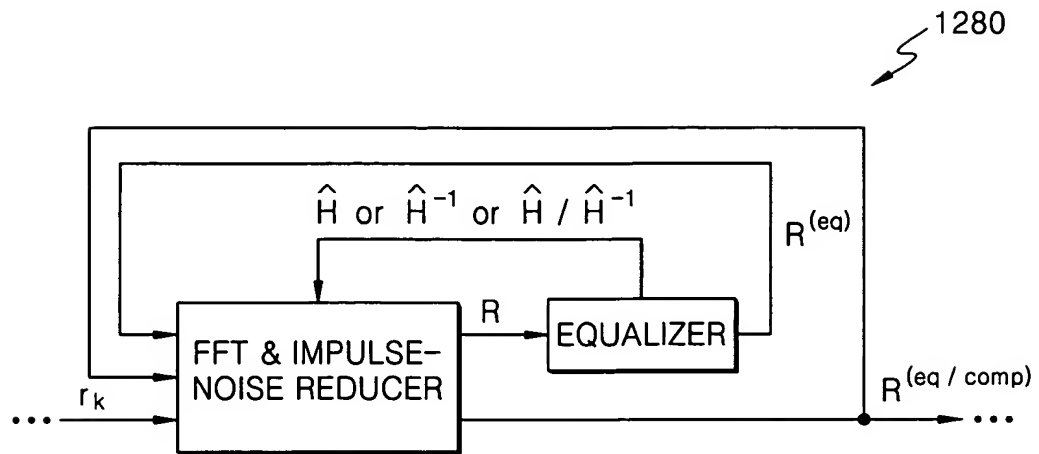 1280
Ĥ or Ĥ⁻¹ or Ĥ / Ĥ⁻¹
R^(eq)
R
EQUALIZER
FFT & IMPULSE-
NOISE REDUCER
r_k
R^(eq / comp)
••• •••